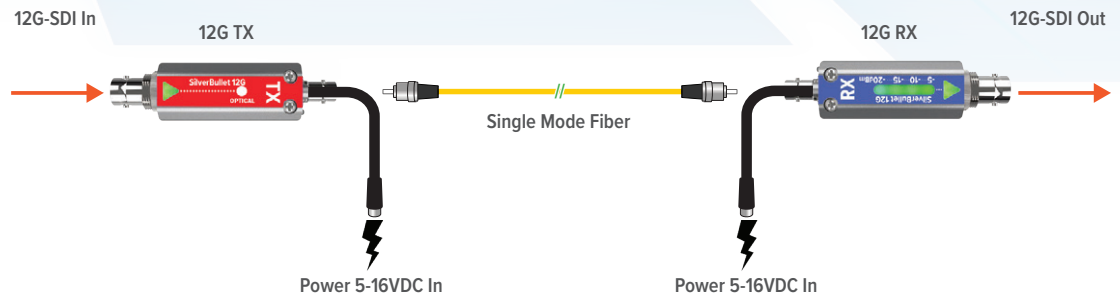 12G-SDI In
12G TX
12G RX
12G-SDI Out
SilverBullet 12G
OPTICAL
TX
RX
-5 -10 -15 -20dBm
SilverBullet 12G
Single Mode Fiber
Power 5-16VDC In
Power 5-16VDC In